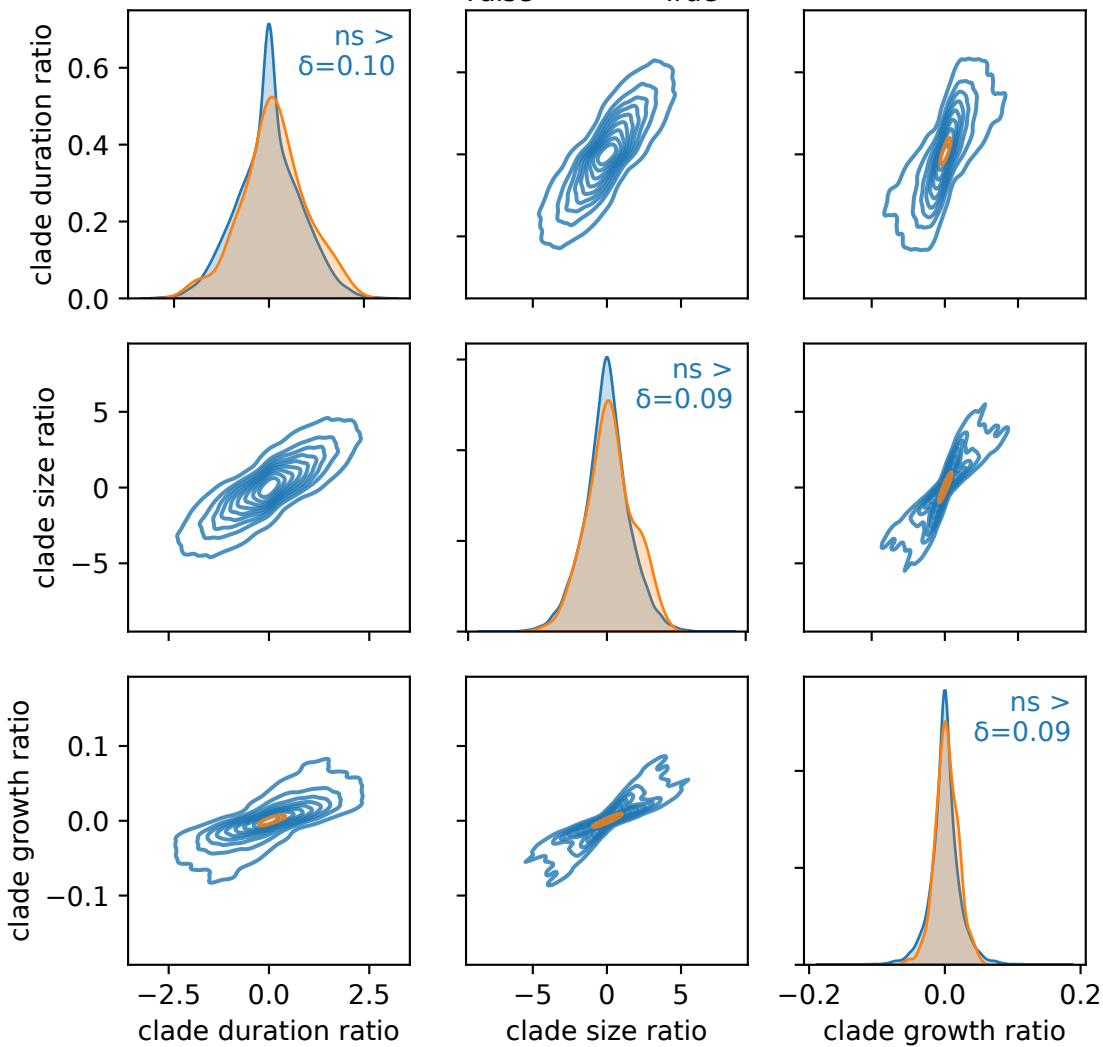 ns >
δ=0.10
clade duration ratio
0.6
0.4
0.2
0.0
ns >
δ=0.09
clade size ratio
5
0
−5
ns >
δ=0.09
clade growth ratio
0.1
0.0
−0.1
−2.5 0.0 2.5
−5 0 5
−0.2 0.0 0.2
clade duration ratio
clade size ratio
clade growth ratio